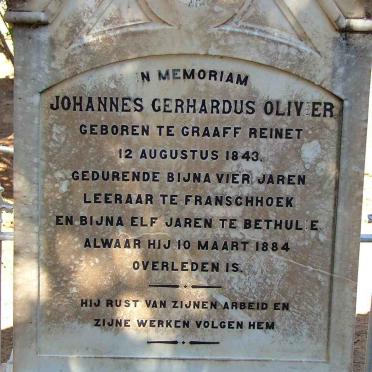 IN MEMORIAM
JOHANNES GERHARDUS OLIVIER
GEBOREN TE GRAAFF REINET
12 AUGUSTUS 1843.
GEDURENDE BIJNA VIER JAREN
LEERAAR TE FRANSCHHOEK
EN BIJNA ELF JAREN TE BETHULIE
ALWAAR HIJ 10 MAART 1884
OVERLEDEN IS.
HIJ RUST VAN ZIJNEN ARBEID EN
ZIJNE WERKEN VOLGEN HEM